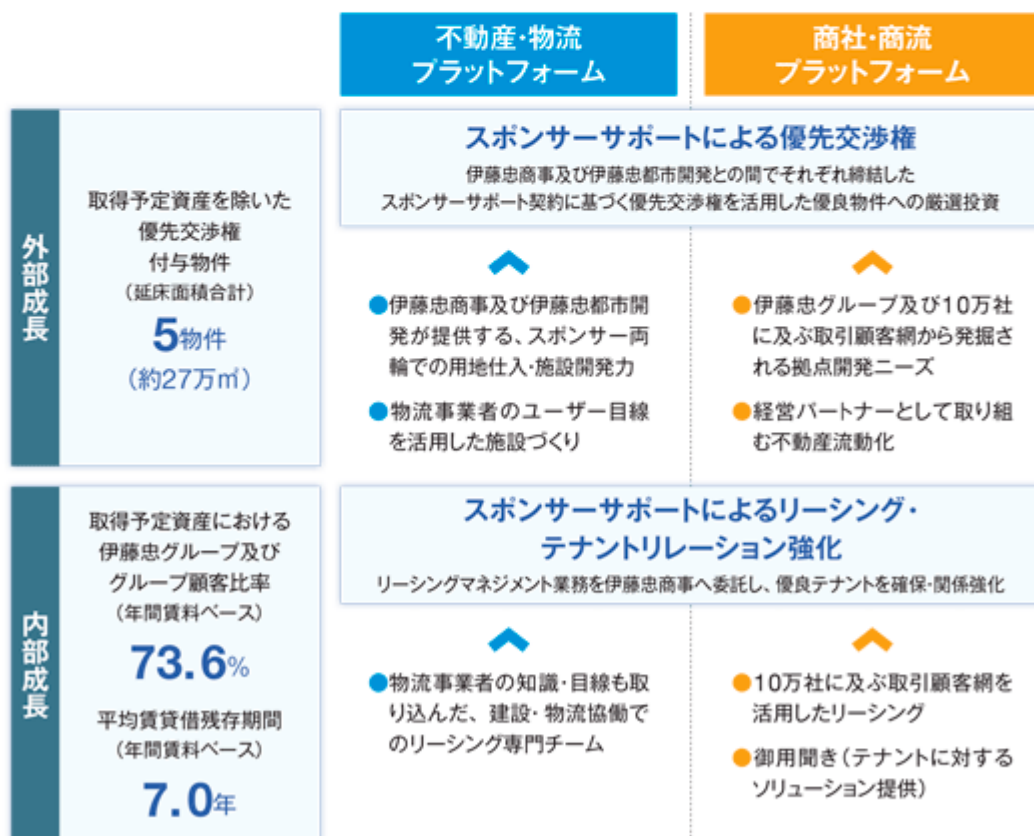 不動産・物流
プラットフォーム
商社・商流
プラットフォーム
外部成長
取得予定資産を除いた
優先交渉権
付与物件
（延床面積合計）
5物件
（約27万㎡）
スポンサーサポートによる優先交渉権
伊藤忠商事及び伊藤忠都市開発との間でそれぞれ締結した
スポンサーサポート契約に基づく優先交渉権を活用した優良物件への厳選投資
●伊藤忠商事及び伊藤忠都市開
発が提供する、スポンサー両
輪での用地仕入・施設開発力
●物流事業者のユーザー目線
を活用した施設づくり
●伊藤忠グループ及び10万社
に及ぶ取引顧客網から発掘さ
れる拠点開発ニーズ
●経営パートナーとして取り組
む不動産流動化
内部成長
取得予定資産における
伊藤忠グループ及び
グループ顧客比率
（年間賃料ベース）
73.6%
平均賃貸借残存期間
（年間賃料ベース）
7.0年
スポンサーサポートによるリーシング・
テナントリレーション強化
リーシングマネジメント業務を伊藤忠商事へ委託し、優良テナントを確保・関係強化
●物流事業者の知識・目線も取
り込んだ、建設・物流協働で
のリーシング専門チーム
●10万社に及ぶ取引顧客網を
活用したリーシング
●御用聞き（テナントに対する
ソリューション提供）